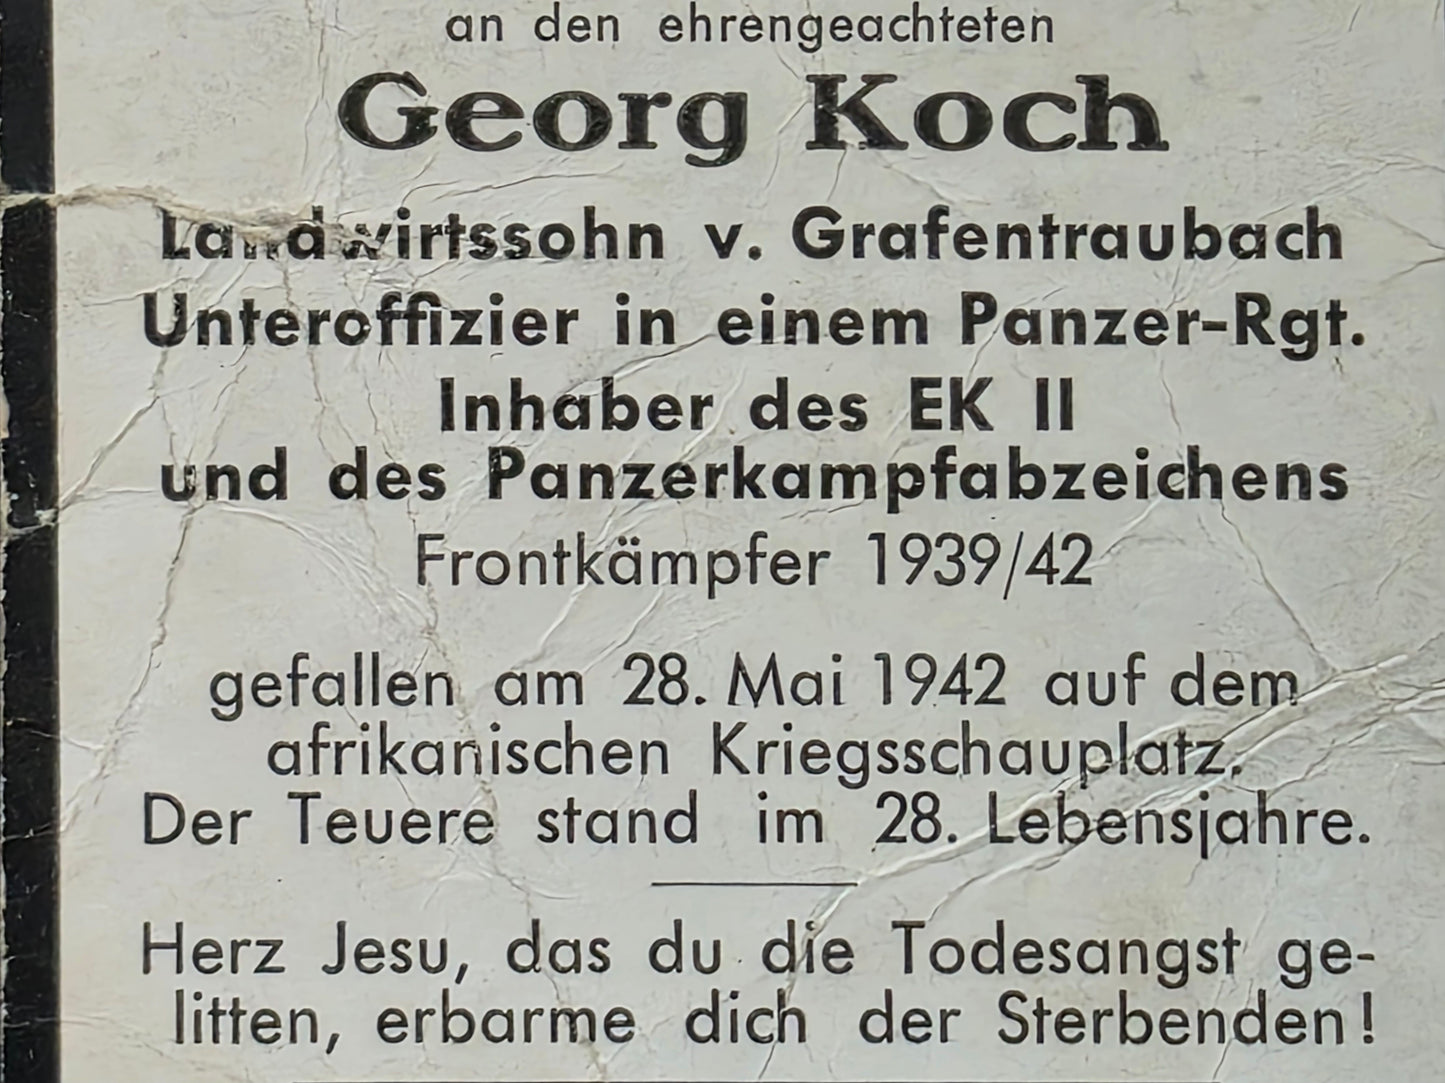 an den ehrengeachteten
Georg Koch
Landwirtssohn v. Grafentraubach
Unteroffizier in einem Panzer-Rgt.
Inhaber des EK II
und des Panzerkampfabzeichens
Frontkämpfer 1939/42
gefallen am 28. Mai 1942 auf dem
afrikanischen Kriegsschauplatz.
Der Teuere stand im 28. Lebensjahre.
Herz Jesu, das du die Todesangst ge-
litten, erbarme dich der Sterbenden!